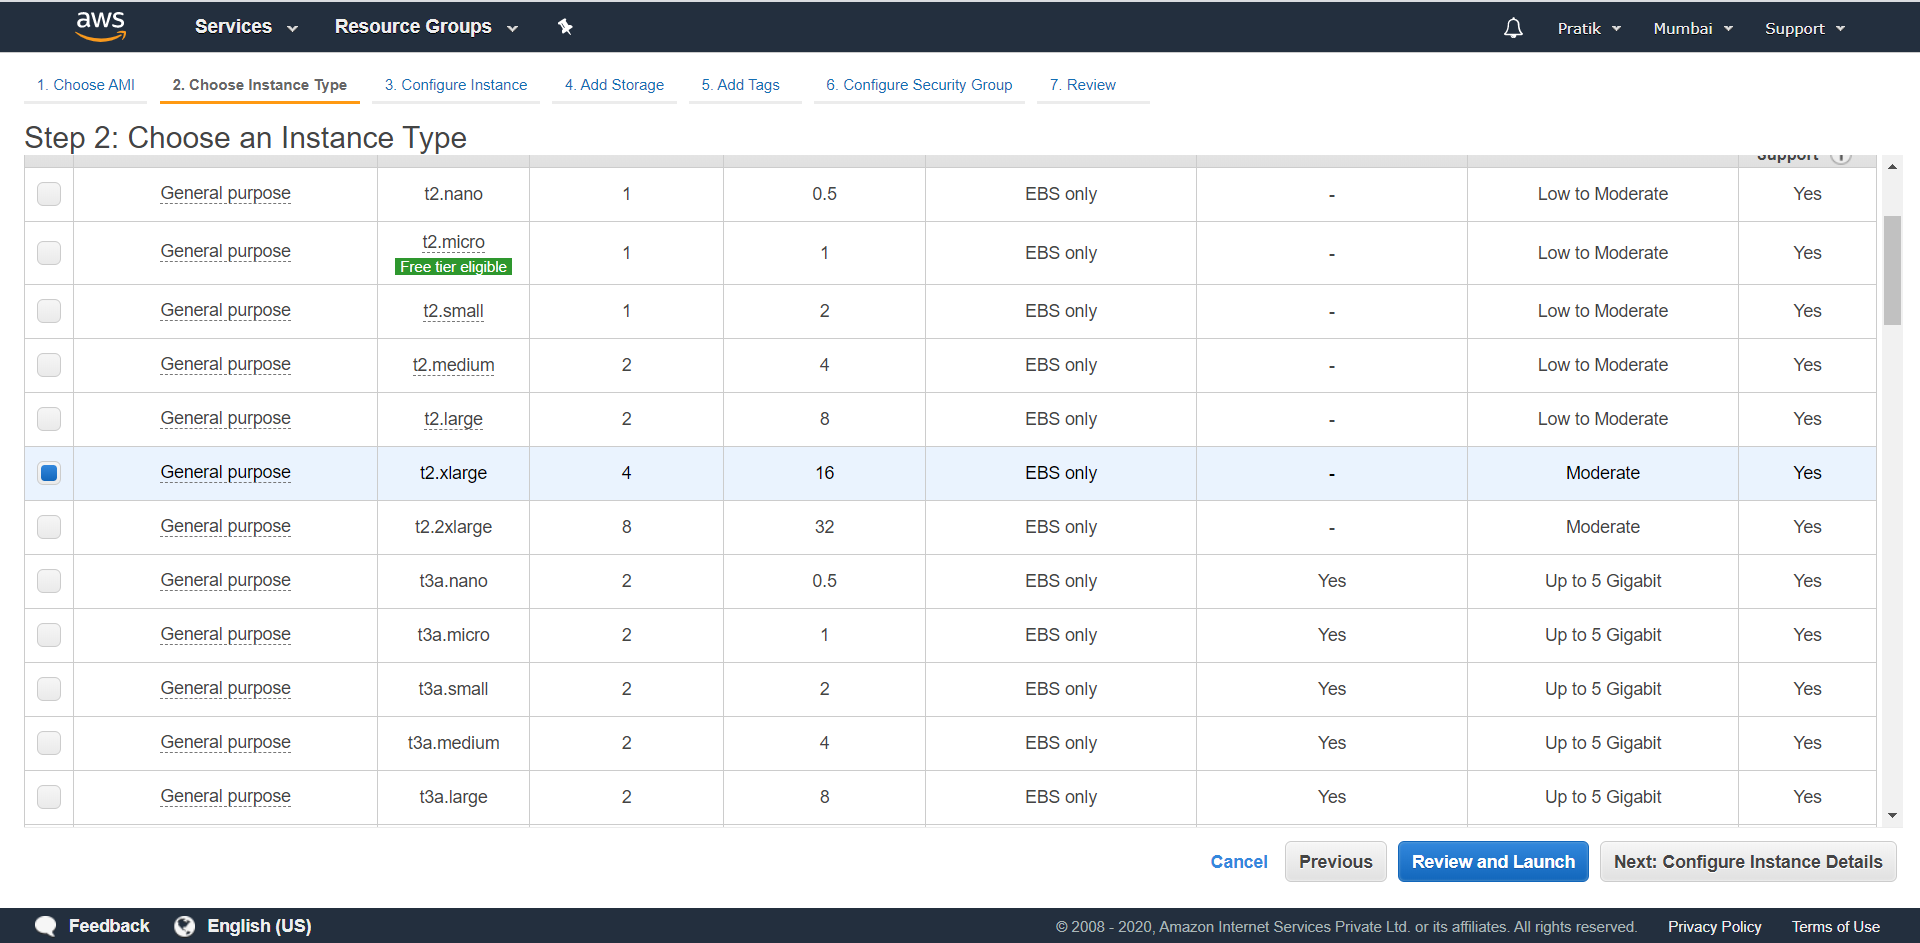 aws Services Resource Groups Pratik Mumbai Support
1. Choose AMI 2. Choose Instance Type 3. Configure Instance 4. Add Storage 5. Add Tags 6. Configure Security Group 7. Review
Step 2: Choose an Instance Type
Support i
General purpose t2.nano 1 0.5 EBS only - Low to Moderate Yes
General purpose t2.micro Free tier eligible 1 1 EBS only - Low to Moderate Yes
General purpose t2.small 1 2 EBS only - Low to Moderate Yes
General purpose t2.medium 2 4 EBS only - Low to Moderate Yes
General purpose t2.large 2 8 EBS only - Low to Moderate Yes
General purpose t2.xlarge 4 16 EBS only - Moderate Yes
General purpose t2.2xlarge 8 32 EBS only - Moderate Yes
General purpose t3a.nano 2 0.5 EBS only Yes Up to 5 Gigabit Yes
General purpose t3a.micro 2 1 EBS only Yes Up to 5 Gigabit Yes
General purpose t3a.small 2 2 EBS only Yes Up to 5 Gigabit Yes
General purpose t3a.medium 2 4 EBS only Yes Up to 5 Gigabit Yes
General purpose t3a.large 2 8 EBS only Yes Up to 5 Gigabit Yes
Cancel Previous Review and Launch Next: Configure Instance Details
Feedback English (US) © 2008 - 2020, Amazon Internet Services Private Ltd. or its affiliates. All rights reserved. Privacy Policy Terms of Use